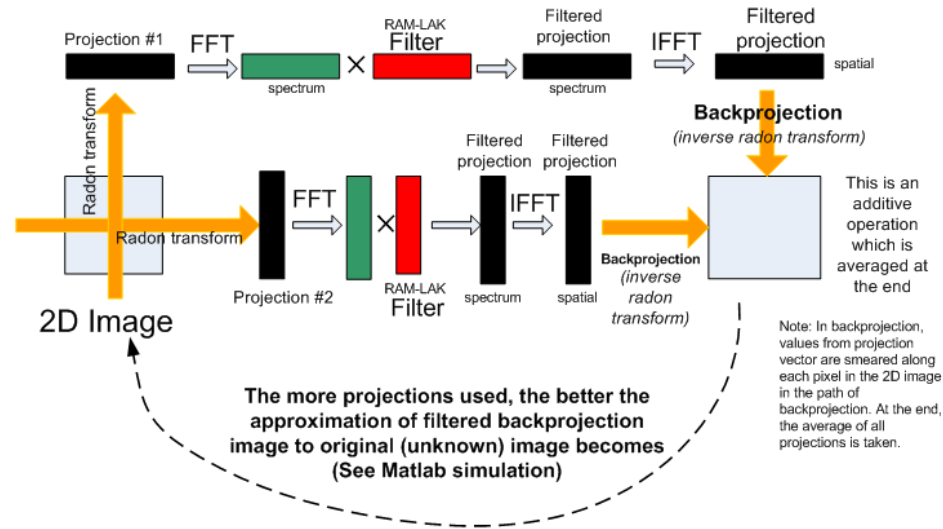 Projection #1
FFT
RAM-LAK
Filter
×
spectrum
Filtered
projection
spectrum
IFFT
Filtered
projection
spatial
Radon transform
Backprojection
(inverse radon transform)
Radon transform
2D Image
Projection #2
FFT
×
RAM-LAK
Filter
Filtered
projection
spectrum
IFFT
Filtered
projection
spatial
Backprojection
(inverse
radon
transform)
This is an
additive
operation
which is
averaged at
the end
Note: In backprojection,
values from projection
vector are smeared along
each pixel in the 2D image
in the path of
backprojection. At the end,
the average of all
projections is taken.
The more projections used, the better the
approximation of filtered backprojection
image to original (unknown) image becomes
(See Matlab simulation)